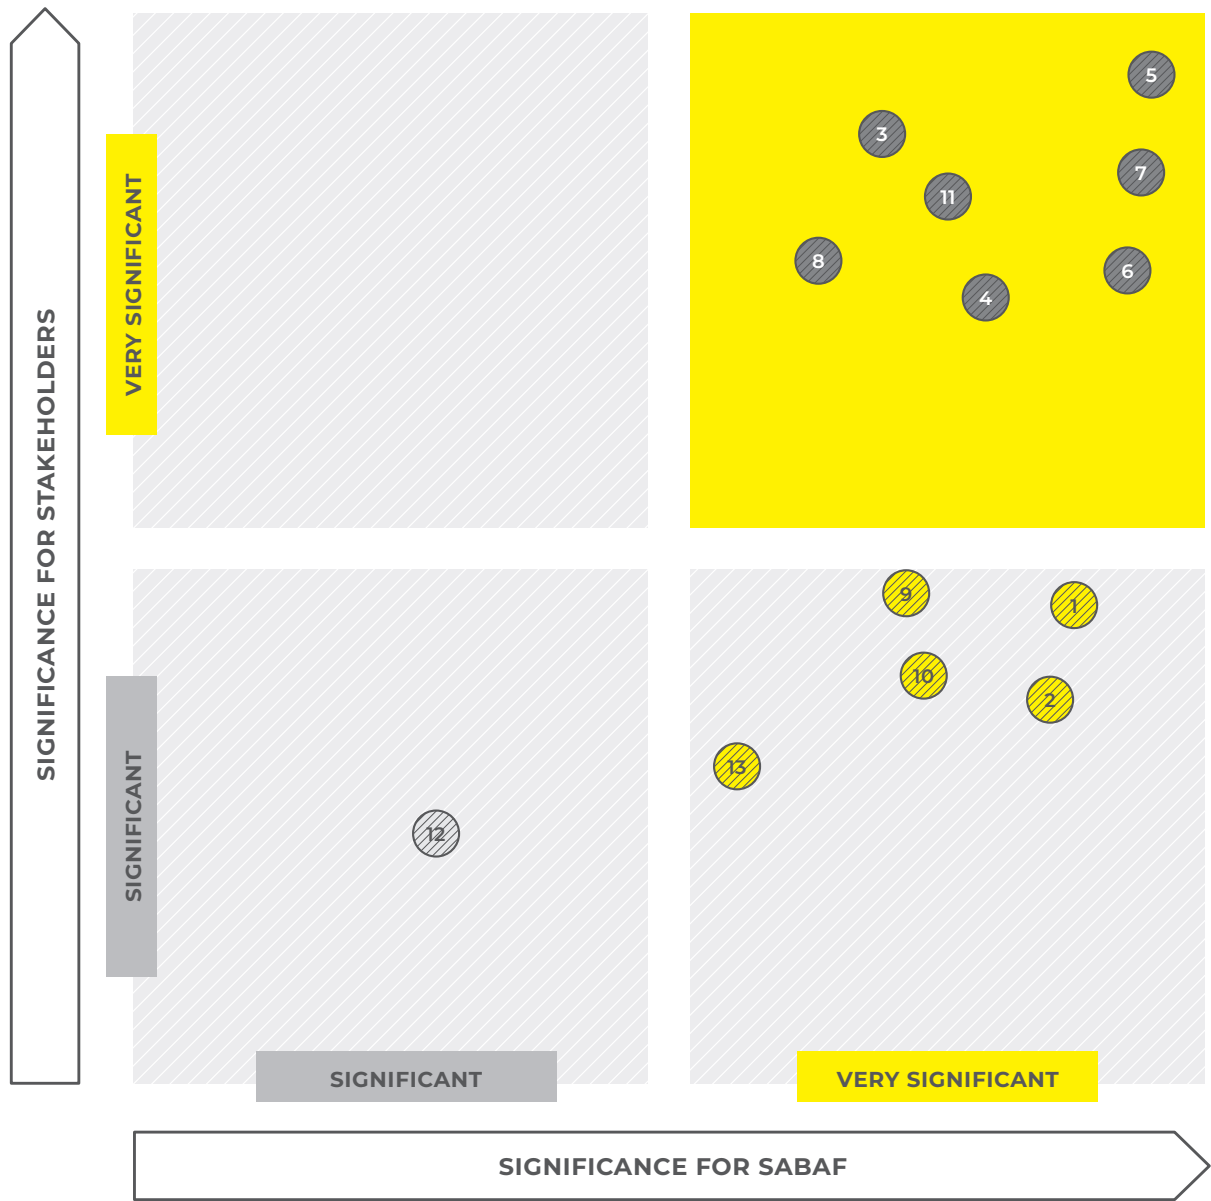 5
3
7
11
8
6
4
VERY SIGNIFICANT
SIGNIFICANCE FOR STAKEHOLDERS
9
1
10
2
13
12
SIGNIFICANT
SIGNIFICANT
VERY SIGNIFICANT
SIGNIFICANCE FOR SABAF